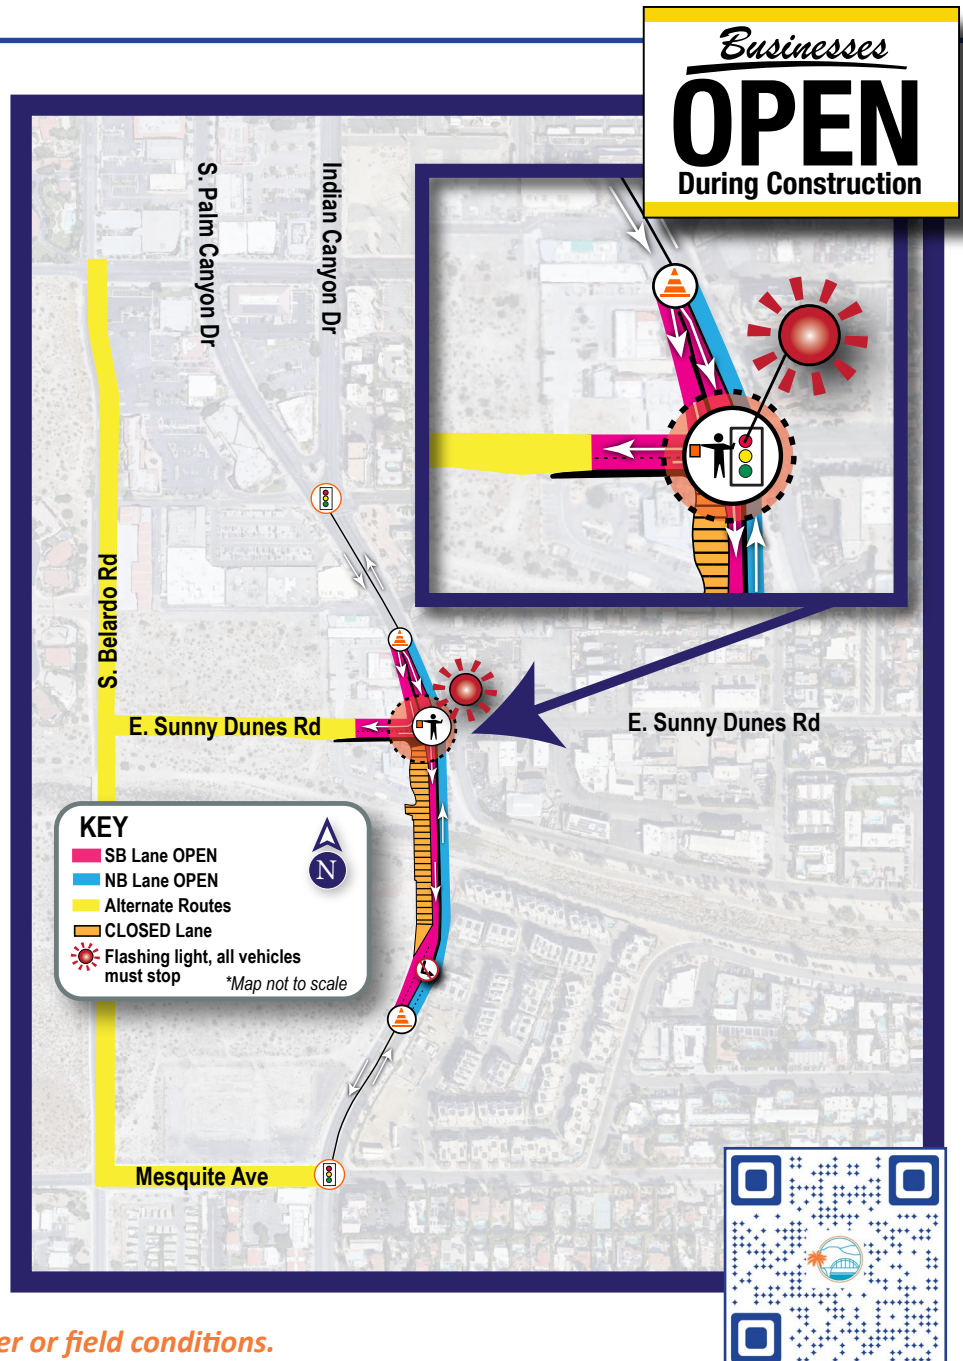 Businesses
OPEN
During Construction
S. Palm Canyon Dr
Indian Canyon Dr
S. Belardo Rd
E. Sunny Dunes Rd
E. Sunny Dunes Rd
KEY
SB Lane OPEN
NB Lane OPEN
Alternate Routes
CLOSED Lane
Flashing light, all vehicles
must stop
*Map not to scale
N
Mesquite Ave
er or field conditions.